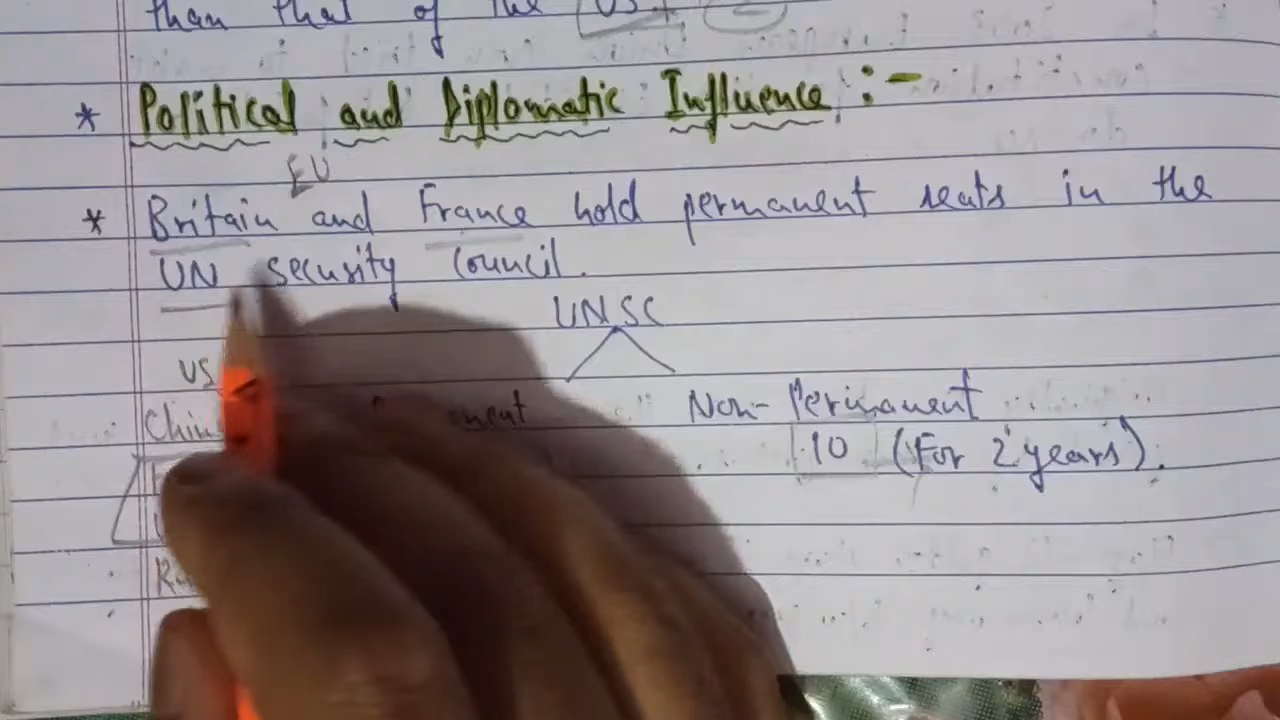 than that of the US.
* Political and Diplomatic Influence :-
EU
* Britain and France hold permanent seats in the
UN security council.
UNSC
US
Non-Permanent
10 (For 2 years).